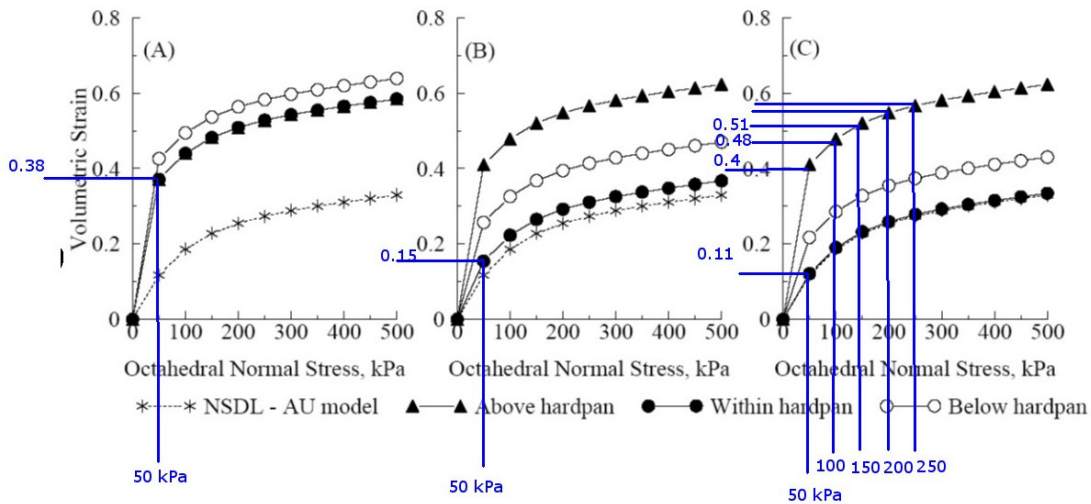 0.8 0.8 0.8
(A) (B) (C)
0.6 0.6 0.6
0.51
0.48
0.38 0.4 0.4 0.4 0.4
Volumetric Strain
0.2 0.2 0.15 0.2 0.11
0 0 0
0 100 200 300 400 500 0 100 200 300 400 500 0 100 200 300 400 500
Octahedral Normal Stress, kPa Octahedral Normal Stress, kPa Octahedral Normal Stress, kPa
NSDL - AU model Above hardpan Within hardpan Below hardpan
100 150 200 250
50 kPa 50 kPa 50 kPa